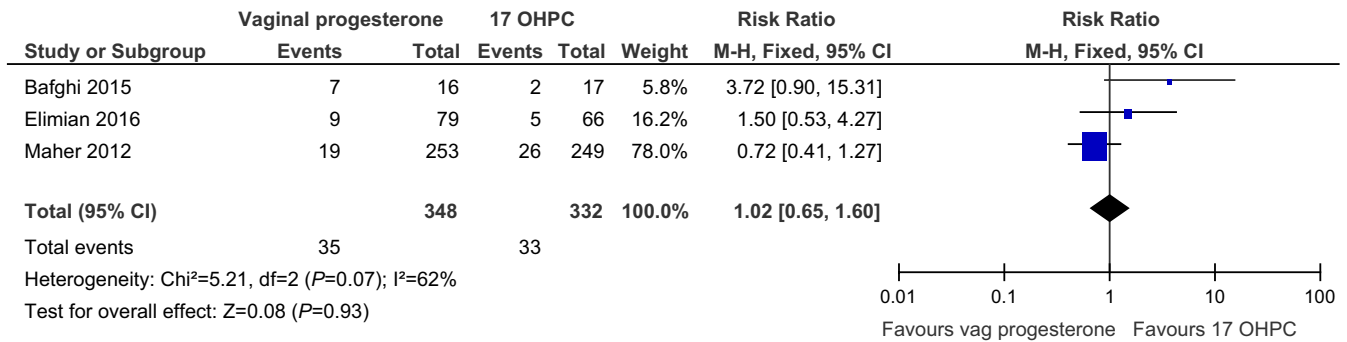 Vaginal progesterone 17 OHPC Risk Ratio Risk Ratio
Study or Subgroup Events Total Events Total Weight M-H, Fixed, 95% CI M-H, Fixed, 95% CI
Bafghi 2015 7 16 2 17 5.8% 3.72 [0.90, 15.31]
Elimian 2016 9 79 5 66 16.2% 1.50 [0.53, 4.27]
Maher 2012 19 253 26 249 78.0% 0.72 [0.41, 1.27]
Total (95% CI) 348 332 100.0% 1.02 [0.65, 1.60]
Total events 35 33
Heterogeneity: Chi²=5.21, df=2 (P=0.07); I²=62%
Test for overall effect: Z=0.08 (P=0.93)
0.01 0.1 1 10 100
Favours vag progesterone Favours 17 OHPC